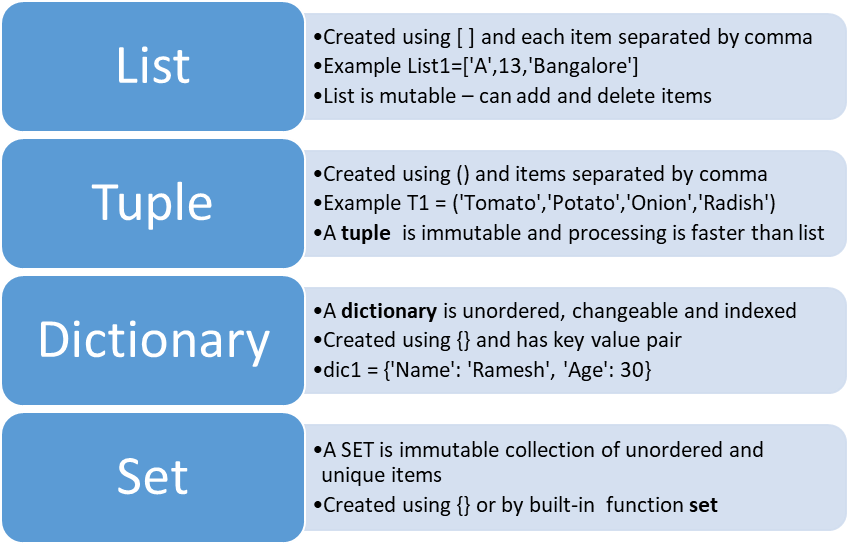 List
•Created using [ ] and each item separated by comma
•Example List1=['A',13,'Bangalore']
•List is mutable – can add and delete items
Tuple
•Created using () and items separated by comma
•Example T1 = ('Tomato','Potato','Onion','Radish')
•A tuple  is immutable and processing is faster than list
Dictionary
•A dictionary is unordered, changeable and indexed
•Created using {} and has key value pair
•dic1 = {'Name': 'Ramesh', 'Age': 30}
Set
•A SET is immutable collection of unordered and
unique items
•Created using {} or by built-in  function set